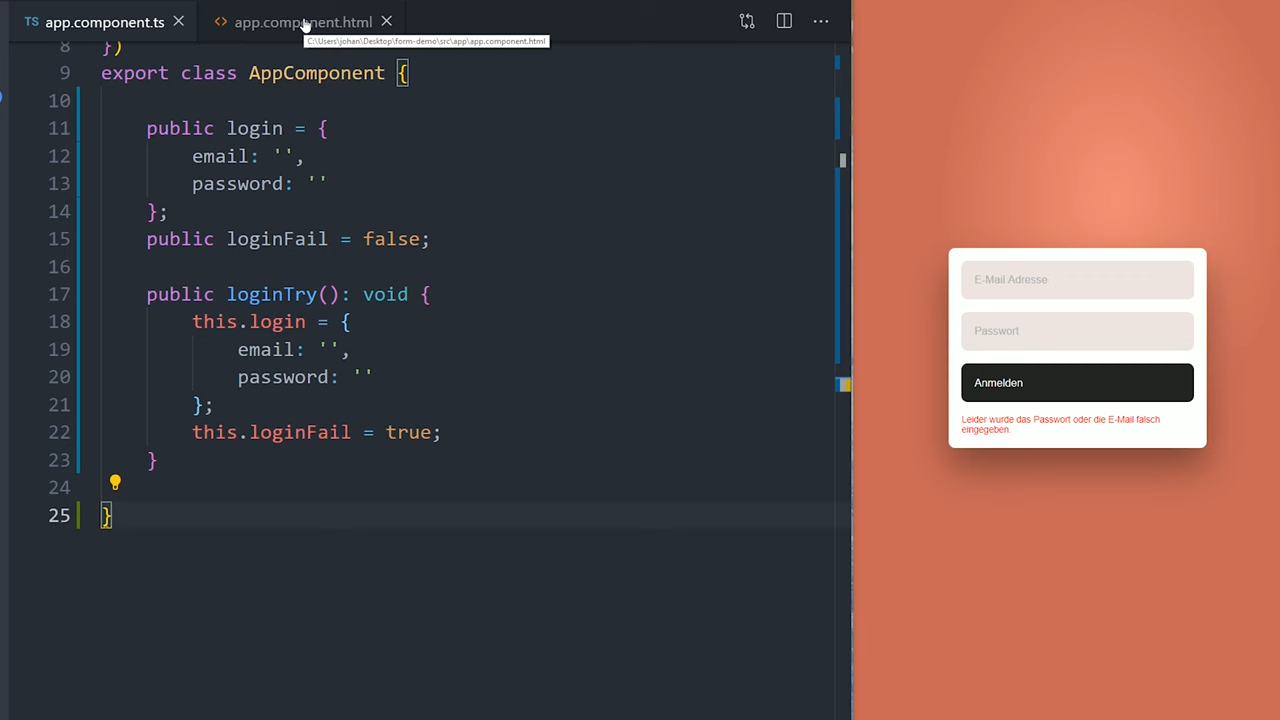 TS app.component.ts
<> app.component.html
C:\Users\johan\Desktop\form-demo\src\app\app.component.html
8 })
9 export class AppComponent {
10
11 public login = {
12 email: '',
13 password: ''
14 };
15 public loginFail = false;
16
17 public loginTry(): void {
18 this.login = {
19 email: '',
20 password: ''
21 };
22 this.loginFail = true;
23 }
24
25 }
E-Mail Adresse
Passwort
Anmelden
Leider wurde das Passwort oder die E-Mail falsch
eingegeben.